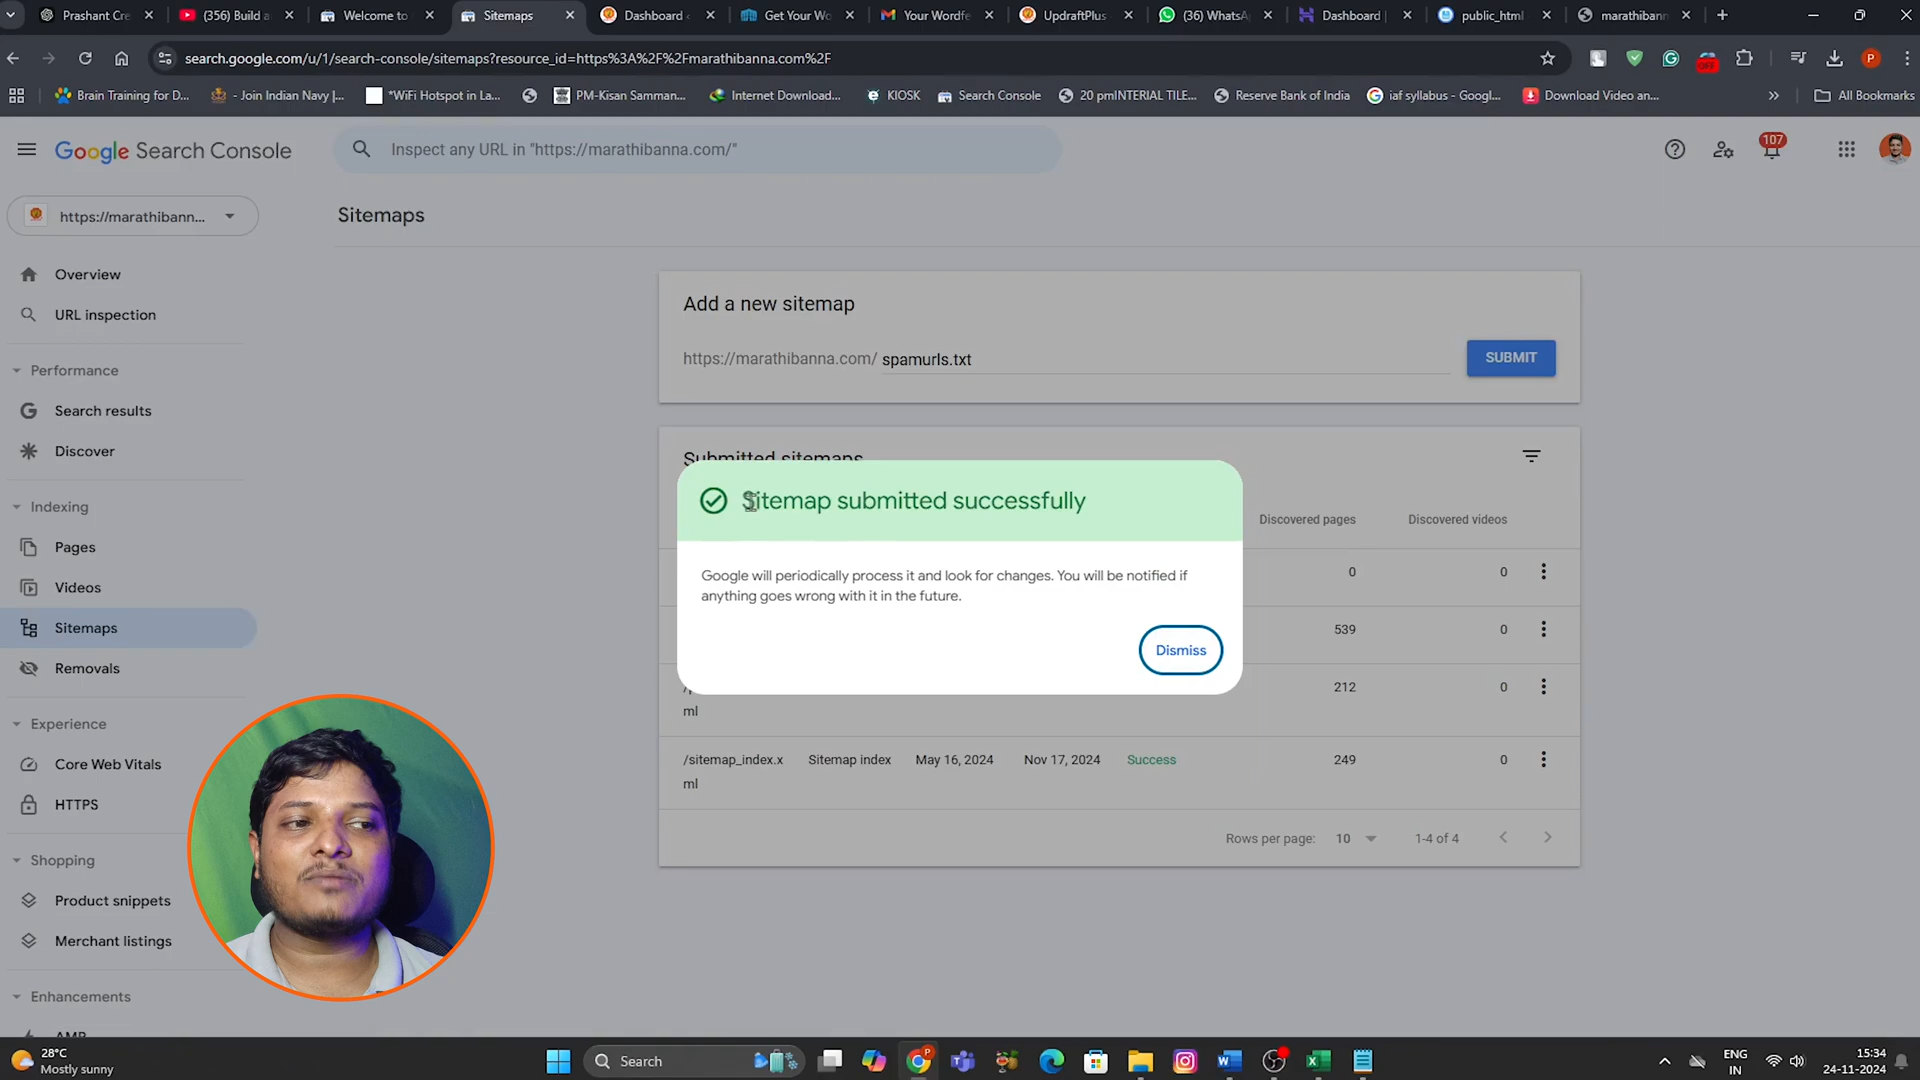 Prashant Cre
(356) Build a
Welcome to
Sitemaps
Dashboard
Get Your Wo
Your Wordfe
UpdraftPlus
(36) WhatsA
Dashboard |
public_html
marathibann
search.google.com/u/1/search-console/sitemaps?resource_id=https%3A%2F%2Fmarathibanna.com%2F
OFF
P
Brain Training for D...
- Join Indian Navy |...
*WiFi Hotspot in La...
PM-Kisan Samman...
Internet Download...
KIOSK
Search Console
20 pmINTERIAL TILE...
Reserve Bank of India
iaf syllabus - Googl...
Download Video an...
All Bookmarks
Google Search Console
Inspect any URL in "https://marathibanna.com/"
107
https://marathibann...
Sitemaps
Overview
URL inspection
Performance
Search results
Discover
Indexing
Pages
Videos
Sitemaps
Removals
Experience
Core Web Vitals
HTTPS
Shopping
Product snippets
Merchant listings
Enhancements
AMP
Add a new sitemap
https://marathibanna.com/ spamurls.txt
SUBMIT
Submitted sitemaps
Discovered pages Discovered videos
0 0
539 0
212 0
ml
/sitemap_index.x Sitemap index May 16, 2024 Nov 17, 2024 Success 249 0
ml
Rows per page: 10 1-4 of 4
Sitemap submitted successfully
Google will periodically process it and look for changes. You will be notified if
anything goes wrong with it in the future.
Dismiss
28°C
Mostly sunny
Search
ENG
IN
15:34
24-11-2024